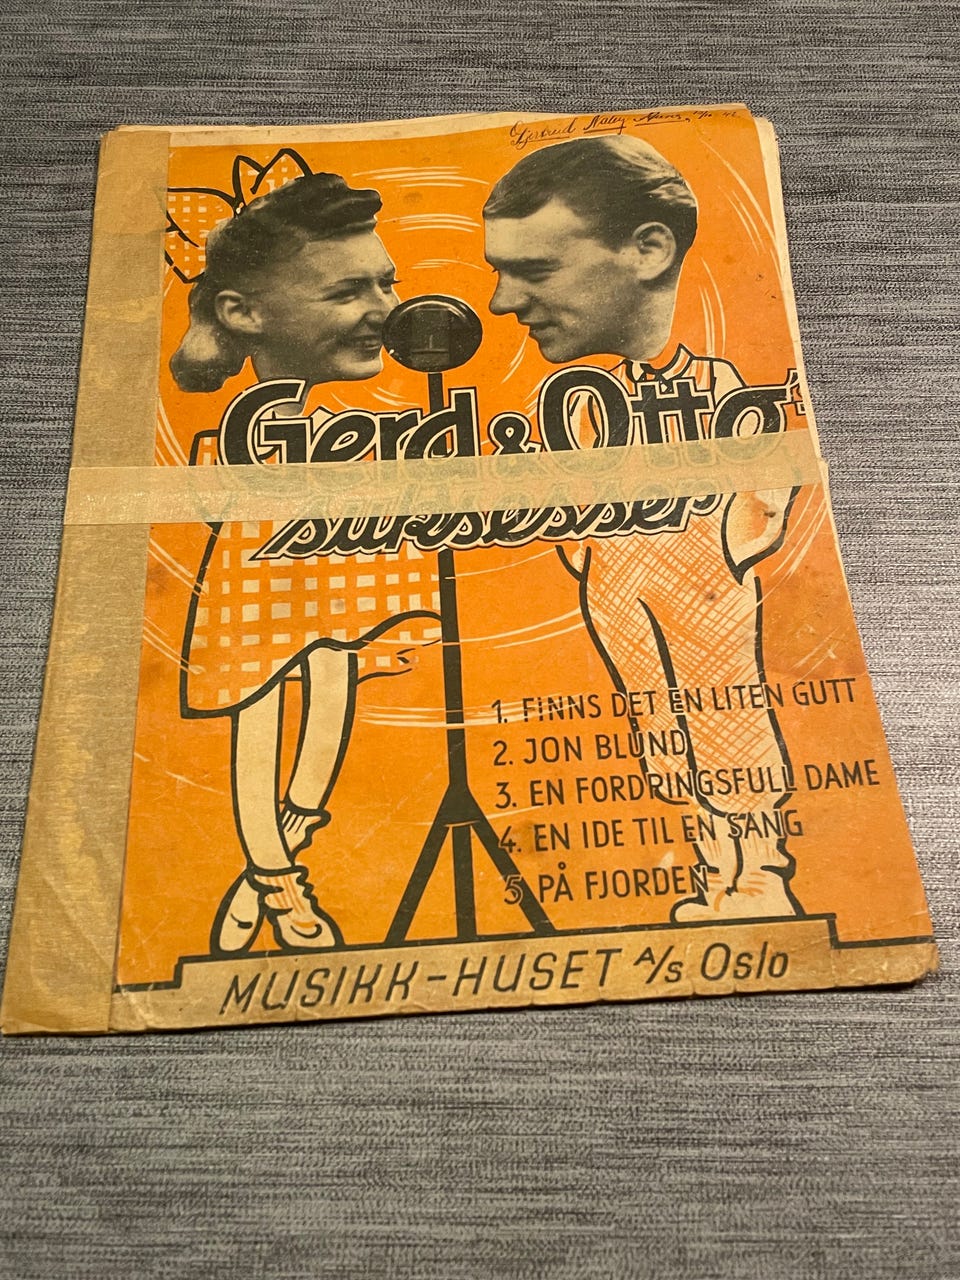 Gjertrud
Gerd & Otto's
suksesser
1. FINNS DET EN LITEN GUTT
2. JON BLUND
3. EN FORDRINGSFULL DAME
4. EN IDE TIL EN SANG
5 PÅ FJORDEN
MUSIKK-HUSET A/S Oslo